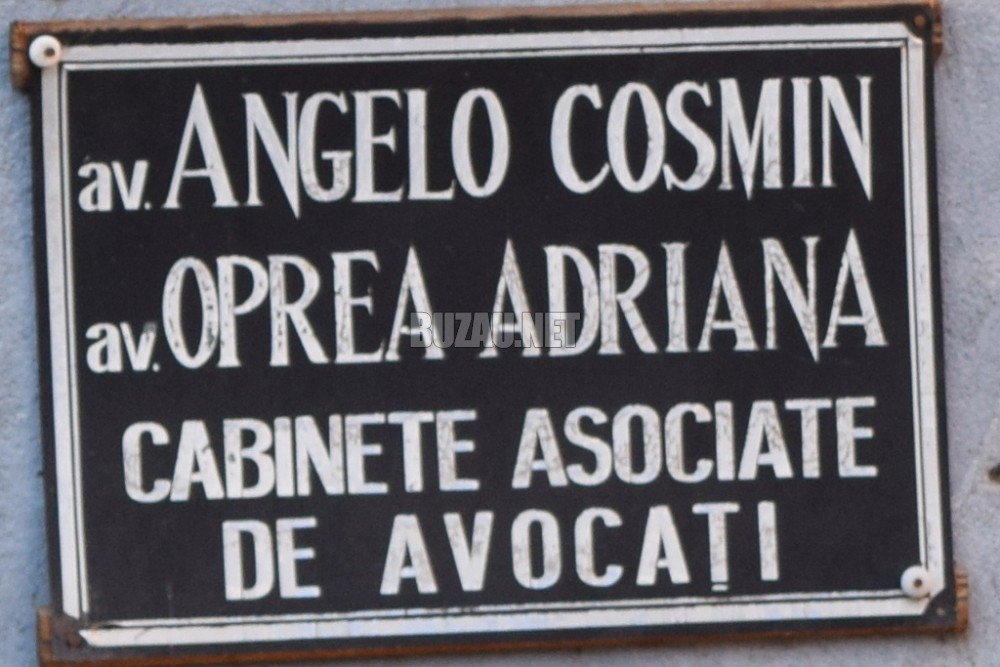 av. ANGELO COSMIN
av. OPREA ADRIANA
BUZAU.NET
CABINETE ASOCIATE
DE AVOCAȚI